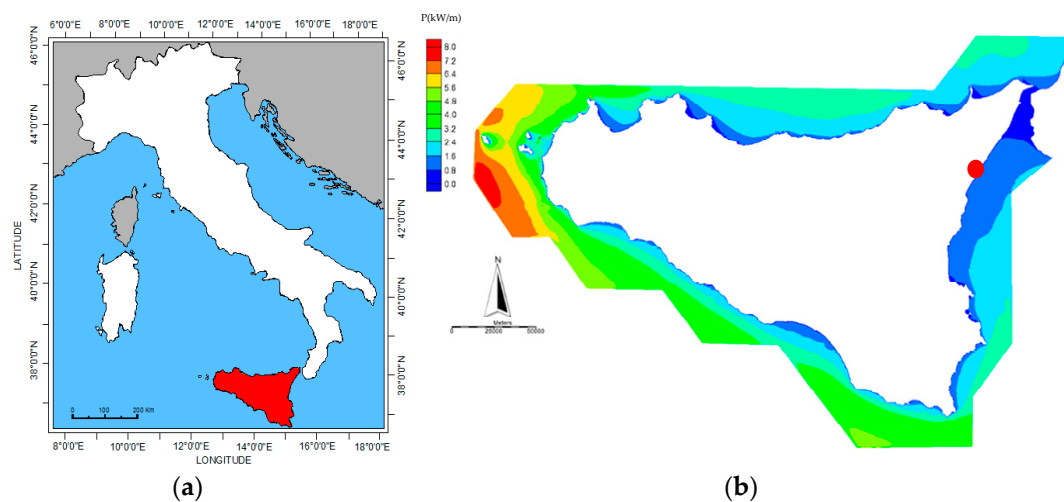 P(kW/m)
6°0'0"E 8°0'0"E 10°0'0"E 12°0'0"E 14°0'0"E 16°0'0"E 18°0'0"E
46°0'0"N
44°0'0"N
42°0'0"N
40°0'0"N
38°0'0"N
LATITUDE
46°0'0"N
44°0'0"N
42°0'0"N
40°0'0"N
38°0'0"N
0 100 200 Km
8°0'0"E 10°0'0"E 12°0'0"E 14°0'0"E 16°0'0"E 18°0'0"E
LONGITUDE
(a)
8.0
7.2
6.4
5.6
4.8
4.0
3.2
2.4
1.6
0.8
0.0
N
Meters
0 25000 50000
(b)